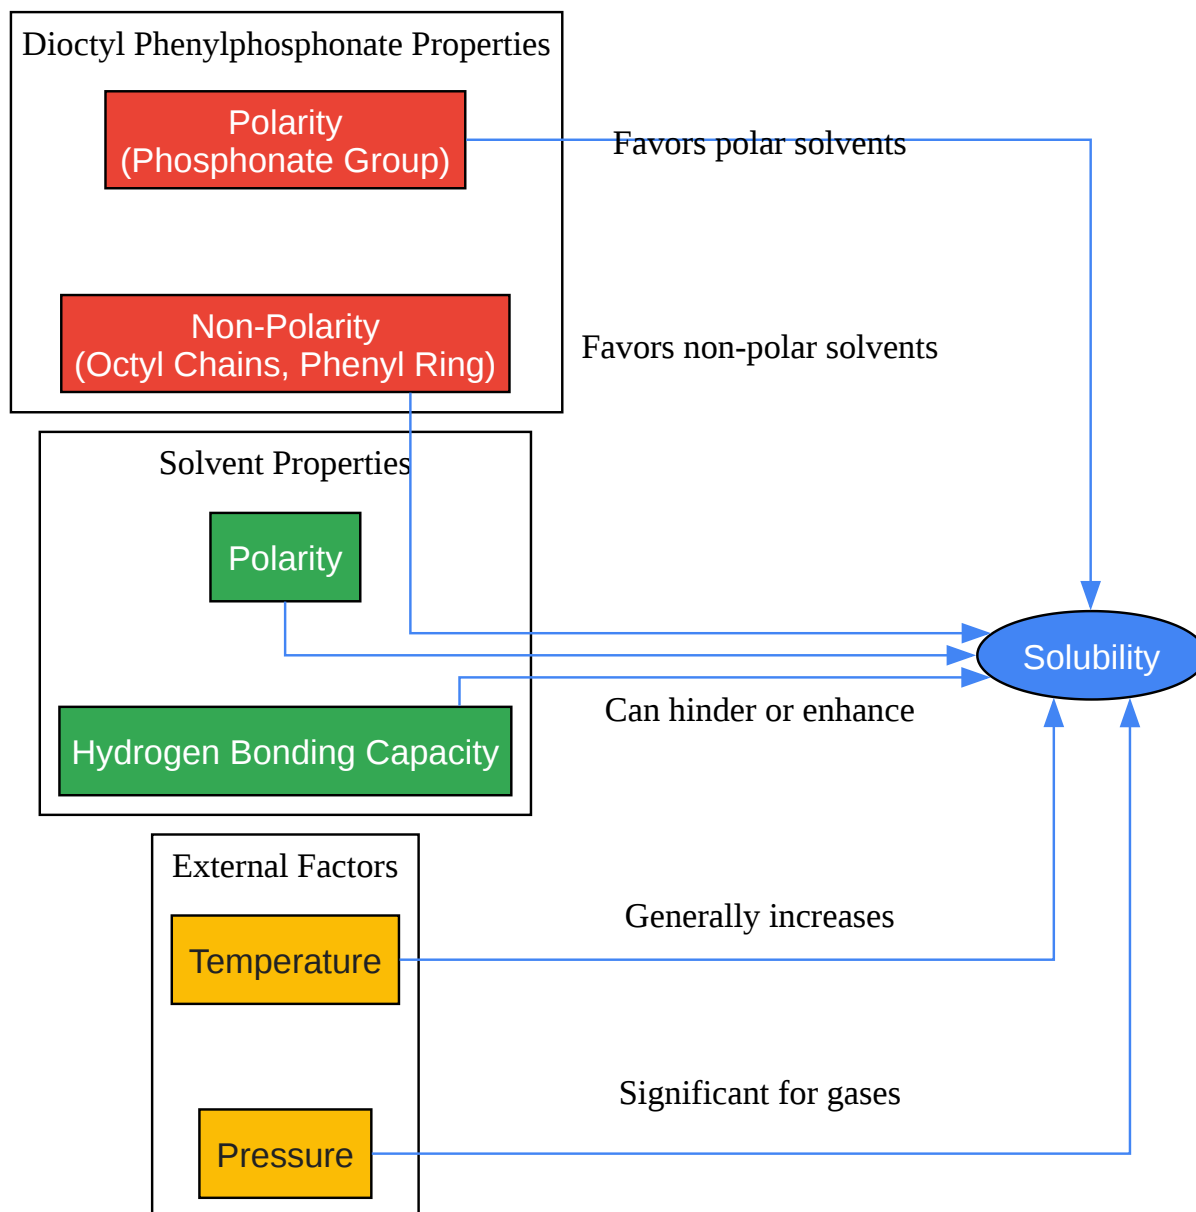 Dioctyl Phenylphosphonate Properties
Polarity
(Phosphonate Group)
Favors polar solvents
Non-Polarity
(Octyl Chains, Phenyl Ring)
Favors non-polar solvents
Solvent Properties
Polarity
Solubility
Hydrogen Bonding Capacity
Can hinder or enhance
External Factors
Temperature
Generally increases
Pressure
Significant for gases